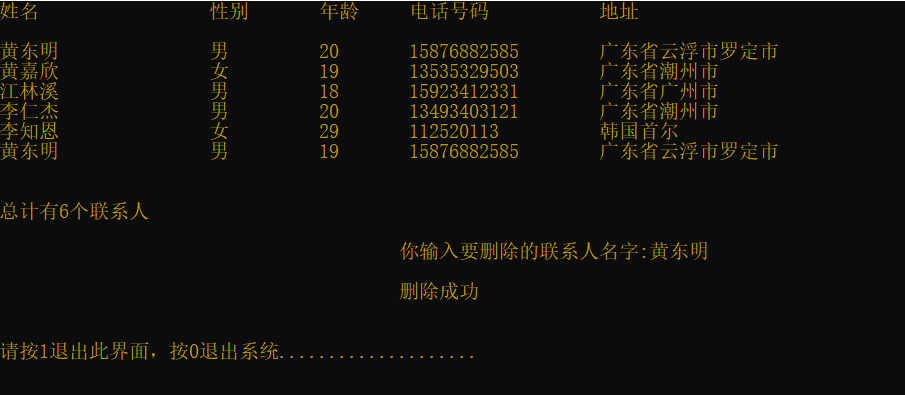 姓名 性别 年龄 电话号码 地址
黄东明 男 20 15876882585 广东省云浮市罗定市
黄嘉欣 女 19 13535329503 广东省潮州市
江林溪 男 18 15923412331 广东省广州市
李仁杰 男 20 13493403121 广东省潮州市
李知恩 女 29 112520113 韩国首尔
黄东明 男 19 15876882585 广东省云浮市罗定市
总计有6个联系人
你输入要删除的联系人名字:黄东明
删除成功
请按1退出此界面，按0退出系统....................